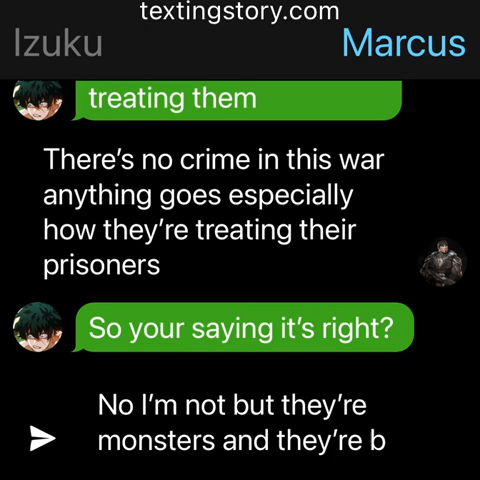 textingstory.com
Izuku Marcus
treating them
There’s no crime in this war
anything goes especially
how they’re treating their
prisoners
So your saying it’s right?
No I’m not but they’re
monsters and they’re b